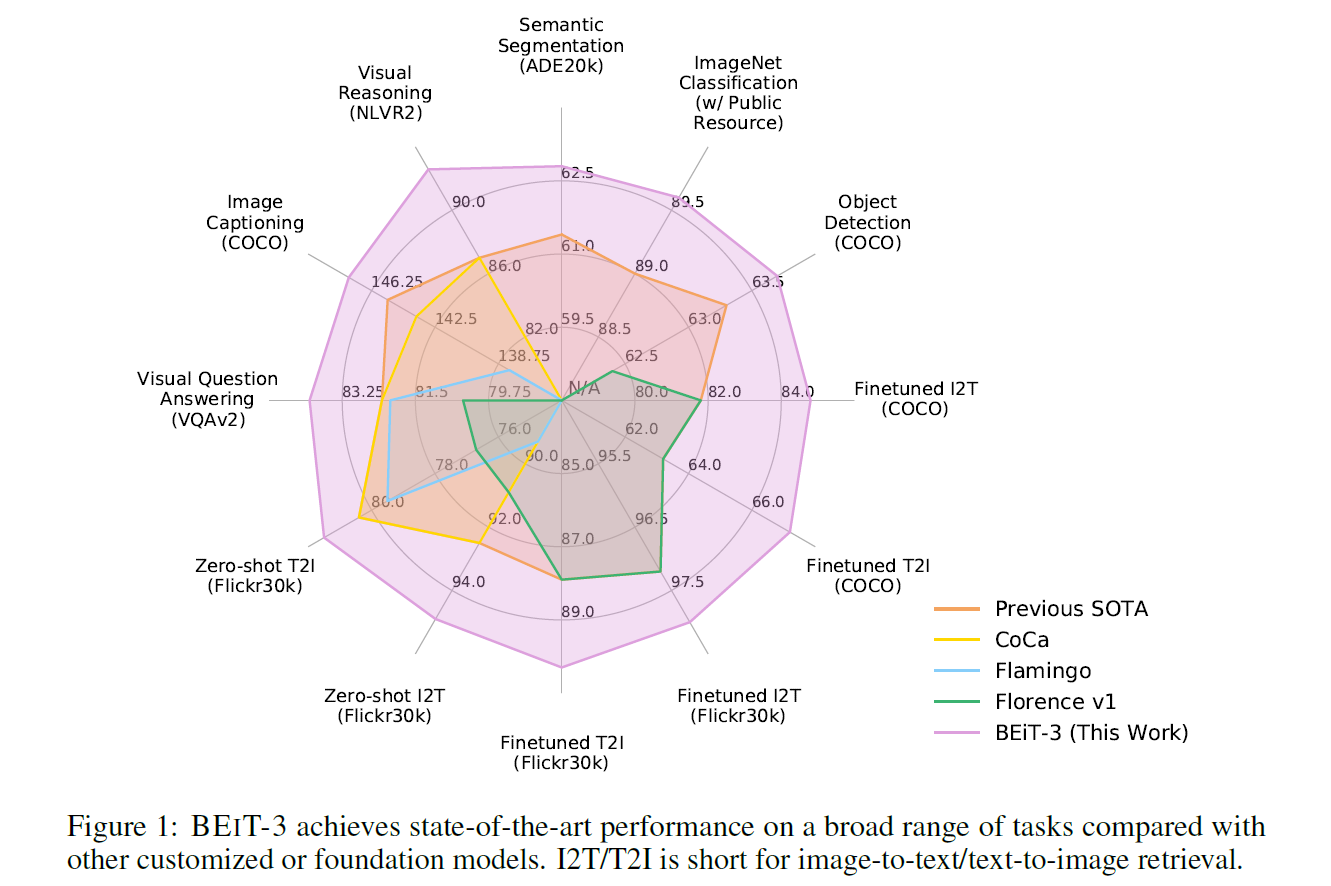 Semantic
Segmentation
(ADE20k)
ImageNet
Classification
(w/ Public
Resource)
Visual
Reasoning
(NLVR2)
Object
Detection
(COCO)
Image
Captioning
(COCO)
62.5
90.0
89.5
61.0
86.0
89.0
146.25
63.5
142.5
82.0
59.5
88.5
63.0
138.75
62.5
Visual Question
Answering
(VQAv2)
83.25
81.5
79.75
N/A
80.0
82.0
84.0
Finetuned I2T
(COCO)
76.0
62.0
90.0
85.0
95.5
78.0
64.0
80.0
66.0
92.0
87.0
96.5
Zero-shot T2I
(Flickr30k)
94.0
89.0
97.5
Finetuned T2I
(COCO)
Zero-shot I2T
(Flickr30k)
Finetuned T2I
(Flickr30k)
Finetuned I2T
(Flickr30k)
Previous SOTA
CoCa
Flamingo
Florence v1
BEiT-3 (This Work)
Figure 1: BEIT-3 achieves state-of-the-art performance on a broad range of tasks compared with
other customized or foundation models. I2T/T2I is short for image-to-text/text-to-image retrieval.